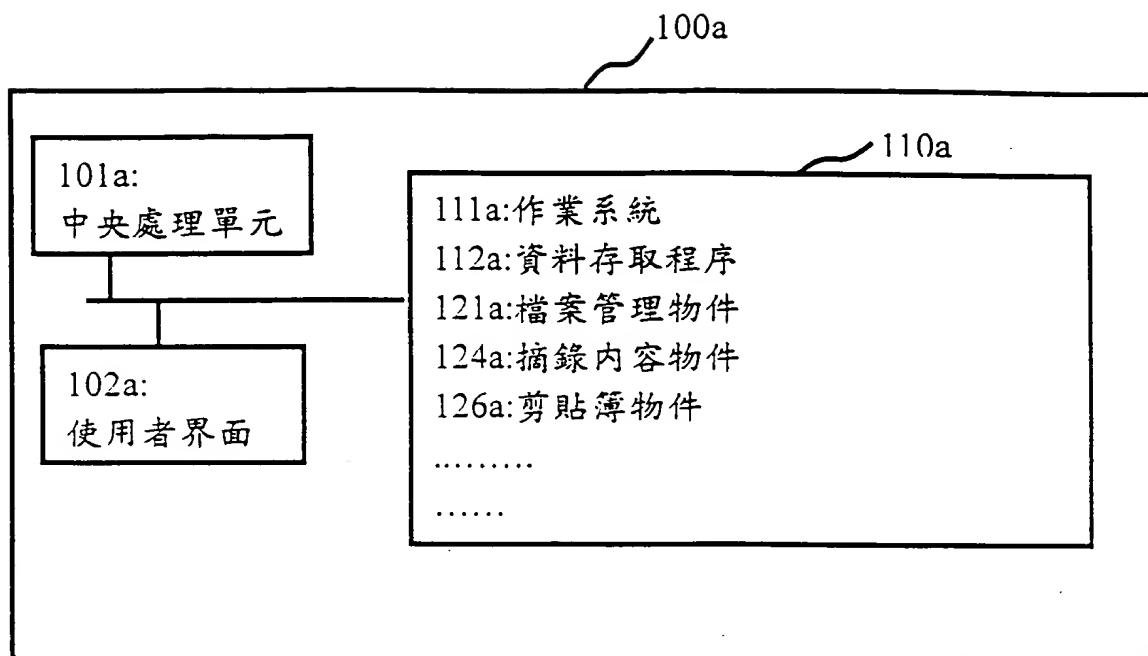 100a
110a
101a:
中央處理單元
102a:
使用者界面
111a:作業系統
112a:資料存取程序
121a:檔案管理物件
124a:摘錄內容物件
126a:剪貼簿物件
.........
......